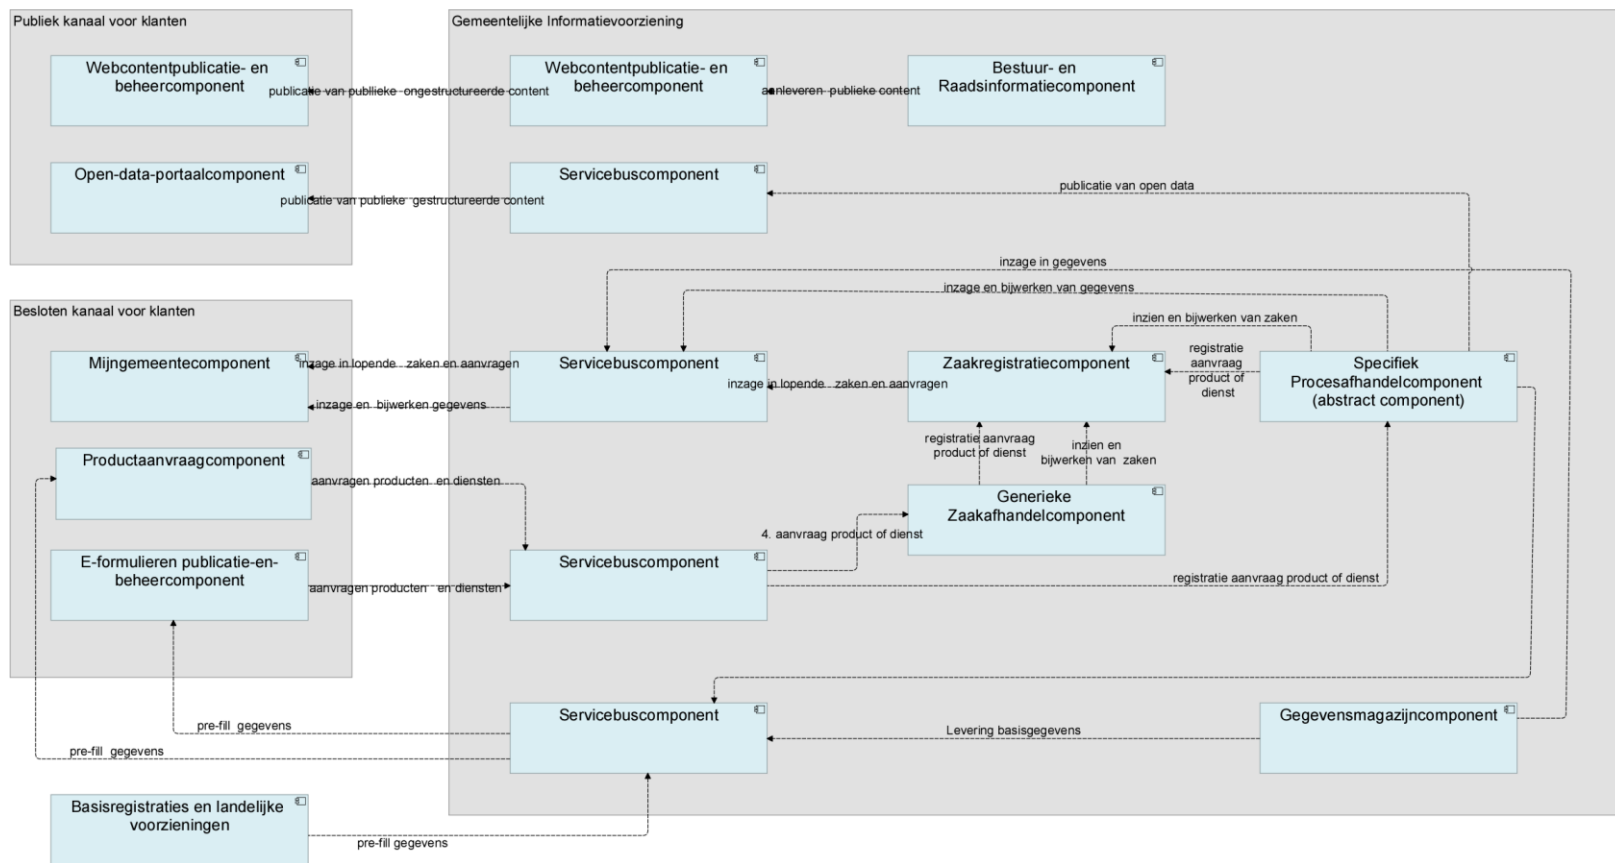 Publiek kanaal voor klanten
Webcontentpublicatie- en
beheercomponent
Open-data-portaalcomponent
publicatie van publlieke  ongestructureerde content
publicatie van publieke  gestructureerde content
Gemeentelijke Informatievoorziening
Webcontentpublicatie- en
beheercomponent
aanleveren  publieke content
Bestuur- en
Raadsinformatiecomponent
Servicebuscomponent
publicatie van open data
inzage in gegevens
inzage en bijwerken van gegevens
inzien en bijwerken van zaken
Besloten kanaal voor klanten
Mijngemeentecomponent
inzage in lopende   zaken en aanvragen
inzage en  bijwerken gegevens
Servicebuscomponent
inzage in lopende   zaken en aanvragen
Zaakregistratiecomponent
registratie
aanvraag
product of
dienst
Specifiek
Procesafhandelcomponent
(abstract component)
registratie aanvraag
product of dienst
inzien en
bijwerken van  zaken
Productaanvraagcomponent
aanvragen producten  en diensten
Generieke
Zaakafhandelcomponent
4. aanvraag product of dienst
E-formulieren publicatie-en-
beheercomponent
aanvragen producten   en diensten
Servicebuscomponent
registratie aanvraag product of dienst
pre-fill  gegevens
pre-fill  gegevens
Servicebuscomponent
Levering basisgegevens
Gegevensmagazijncomponent
Basisregistraties en landelijke
voorzieningen
pre-fill gegevens